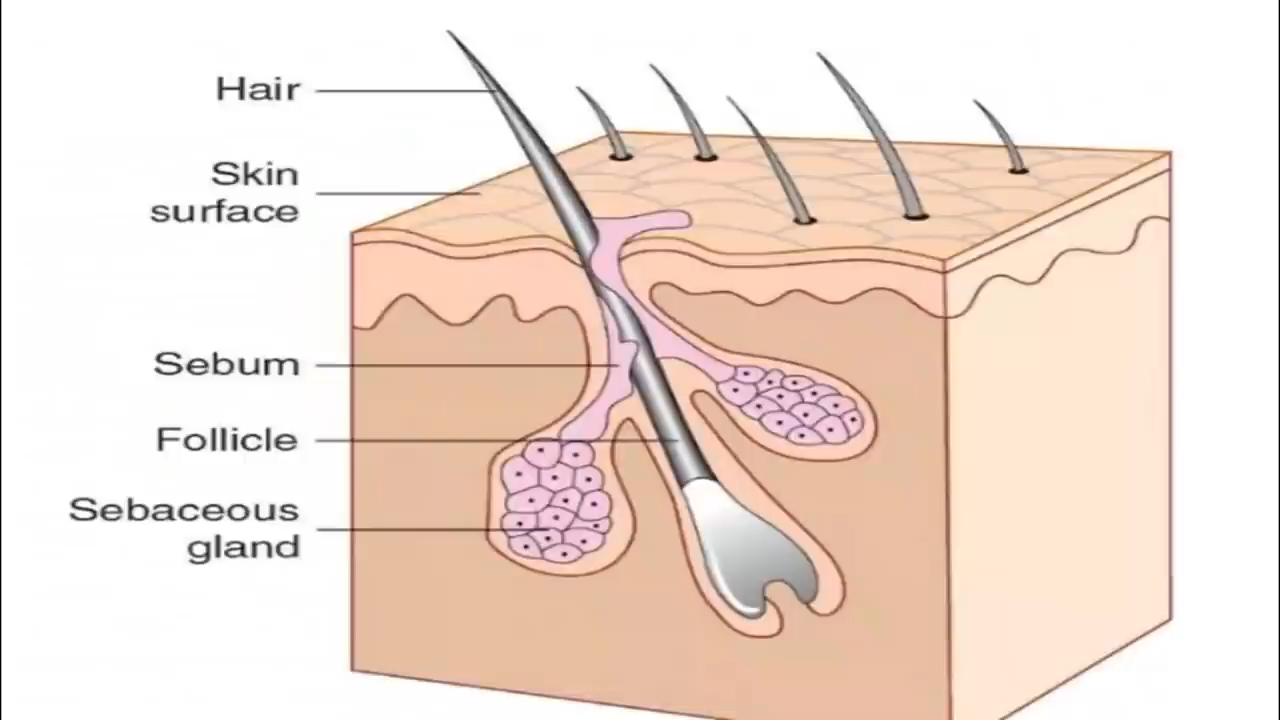 Hair
Skin
surface
Sebum
Follicle
Sebaceous
gland